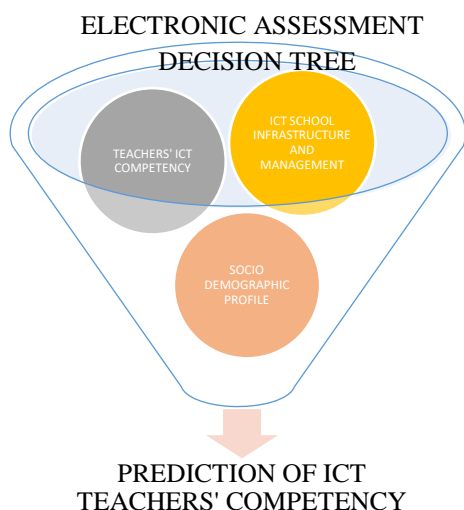 ELECTRONIC ASSESSMENT
DECISION TREE
TEACHERS' ICT
COMPETENCY
ICT SCHOOL
INFRASTRUCTURE
AND
MANAGEMENT
SOCIO
DEMOGRAPHIC
PROFILE
PREDICTION OF ICT
TEACHERS' COMPETENCY